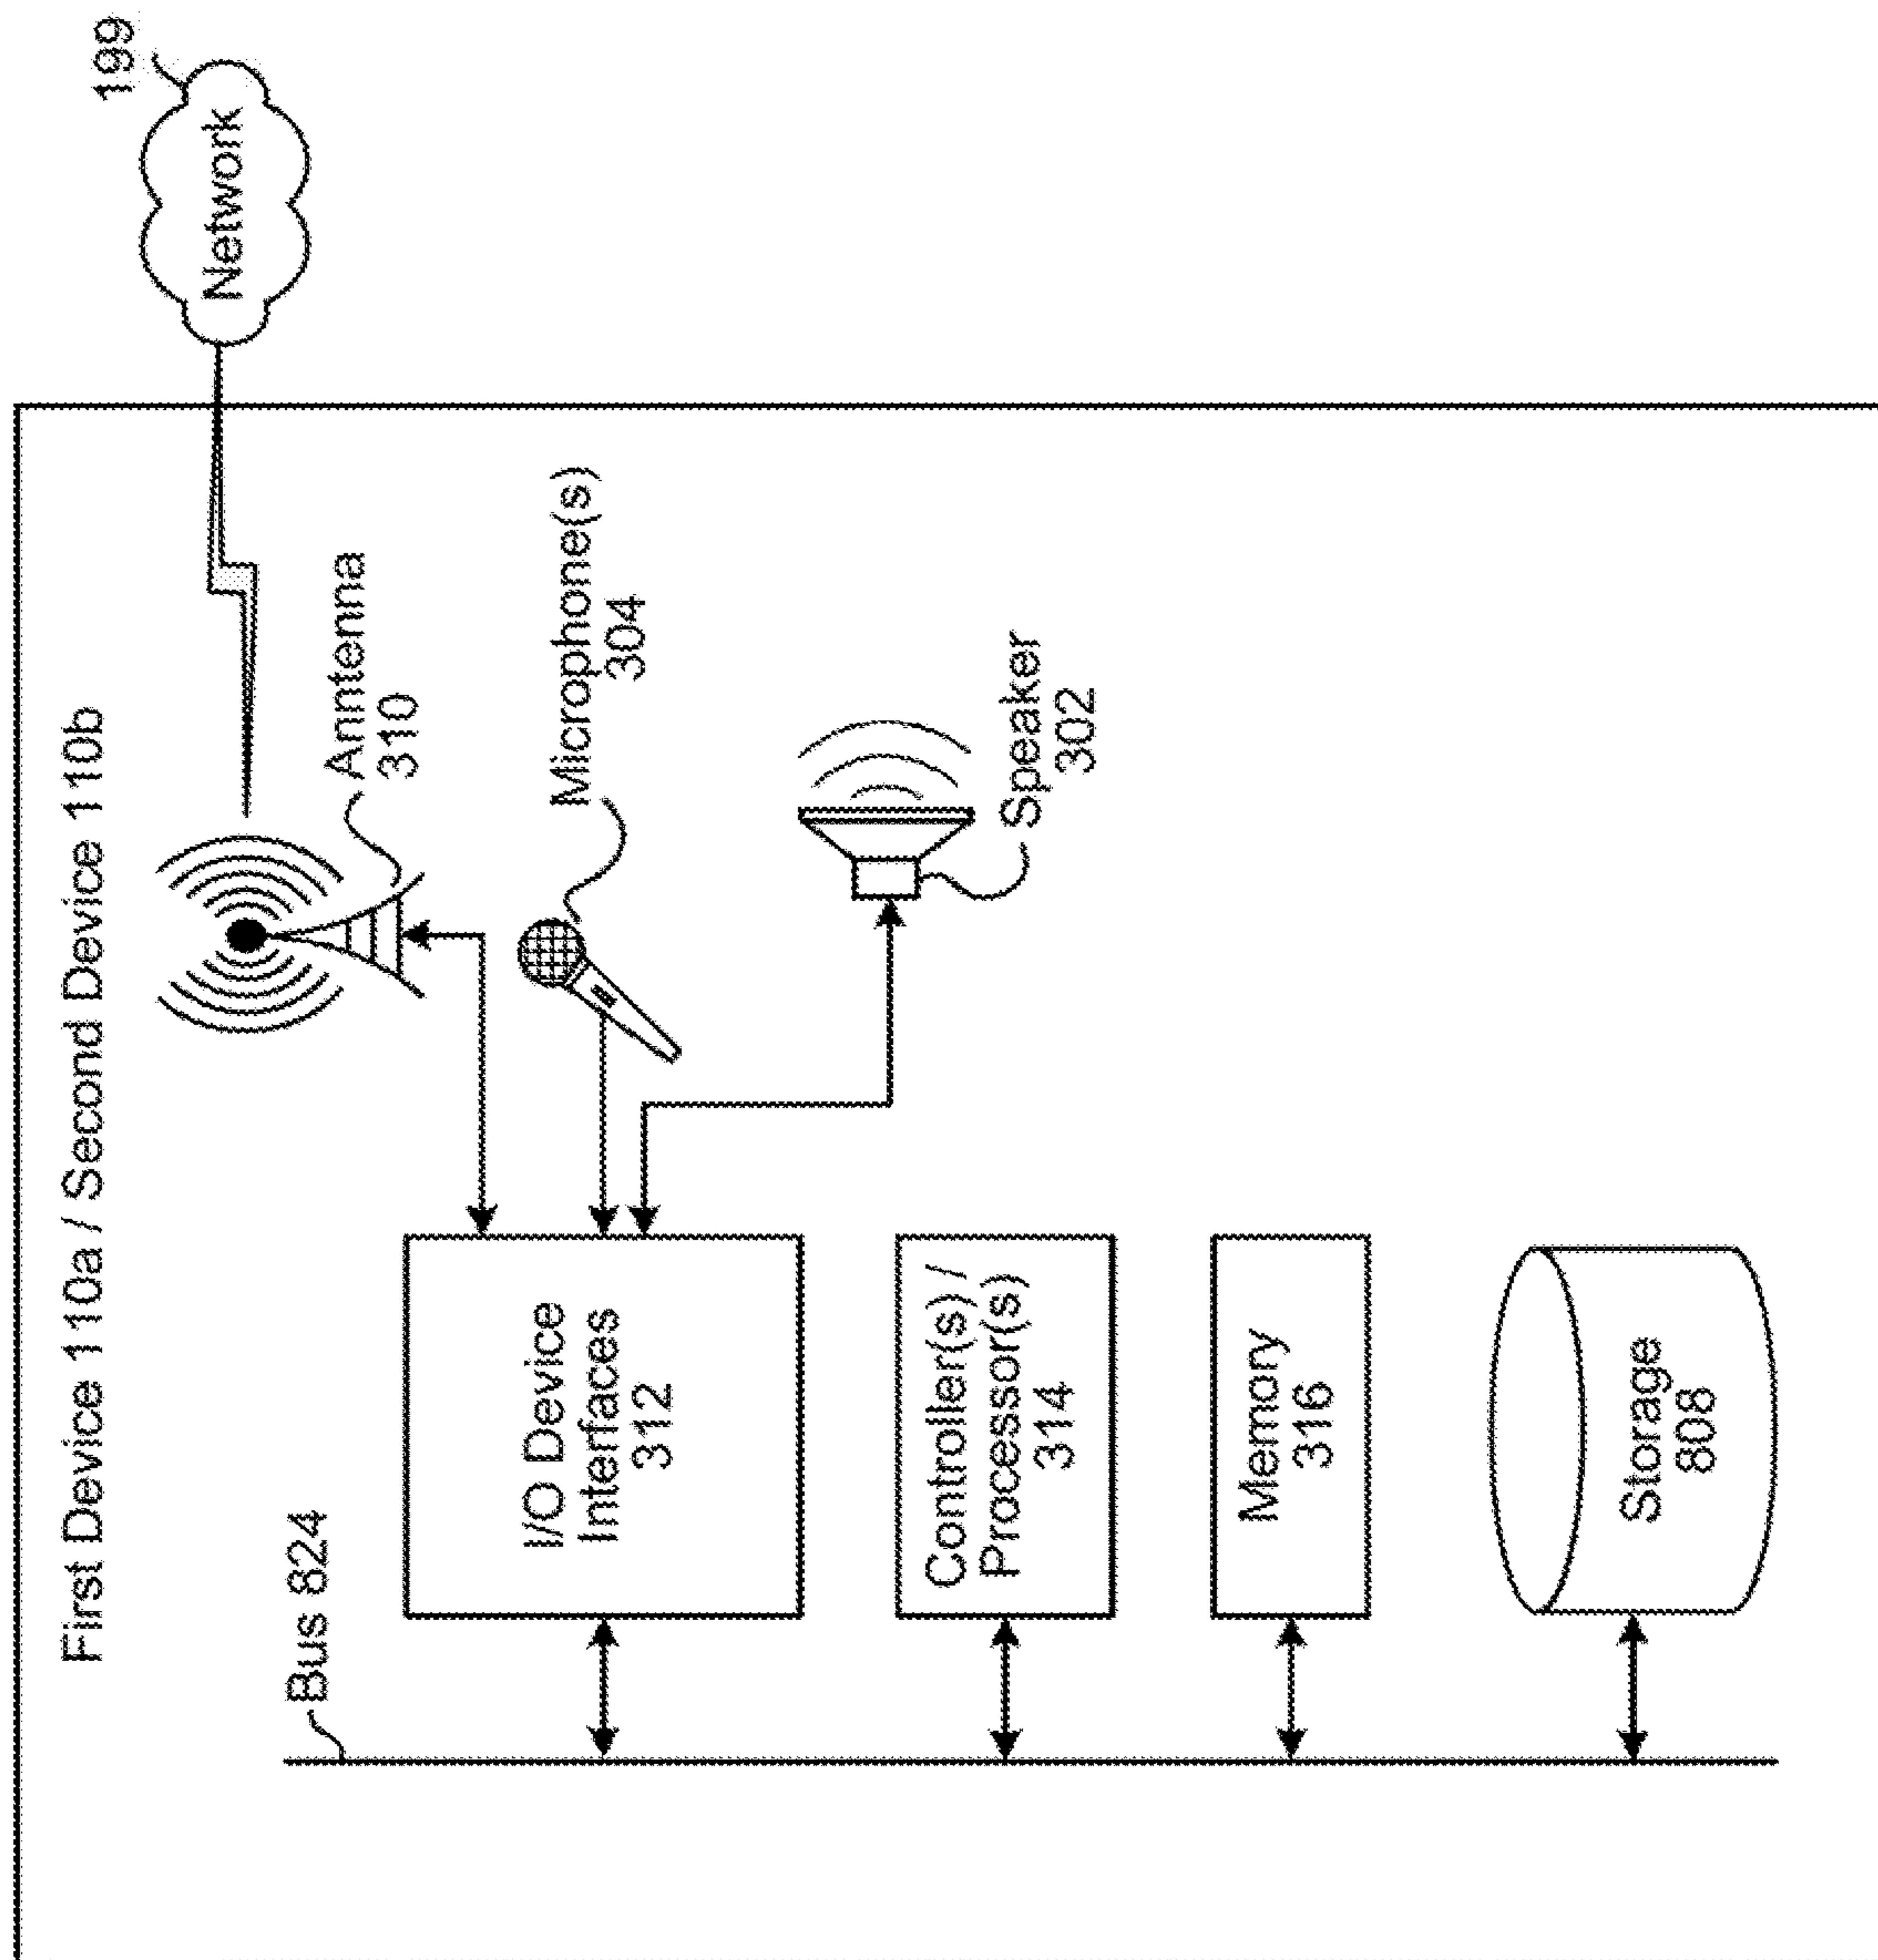 First Device 110a / Second Device 110b
Bus 824
I/O Device
Interfaces
312
Controller(s) /
Processor(s)
314
Memory
316
Storage
808
Anntenna
310
Microphone(s)
304
Speaker
302
Network
199